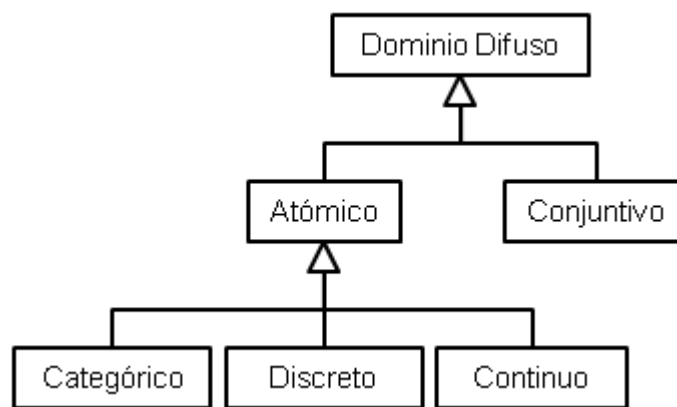 Dominio Difuso
Atómico
Conjuntivo
Categórico
Discreto
Continuo